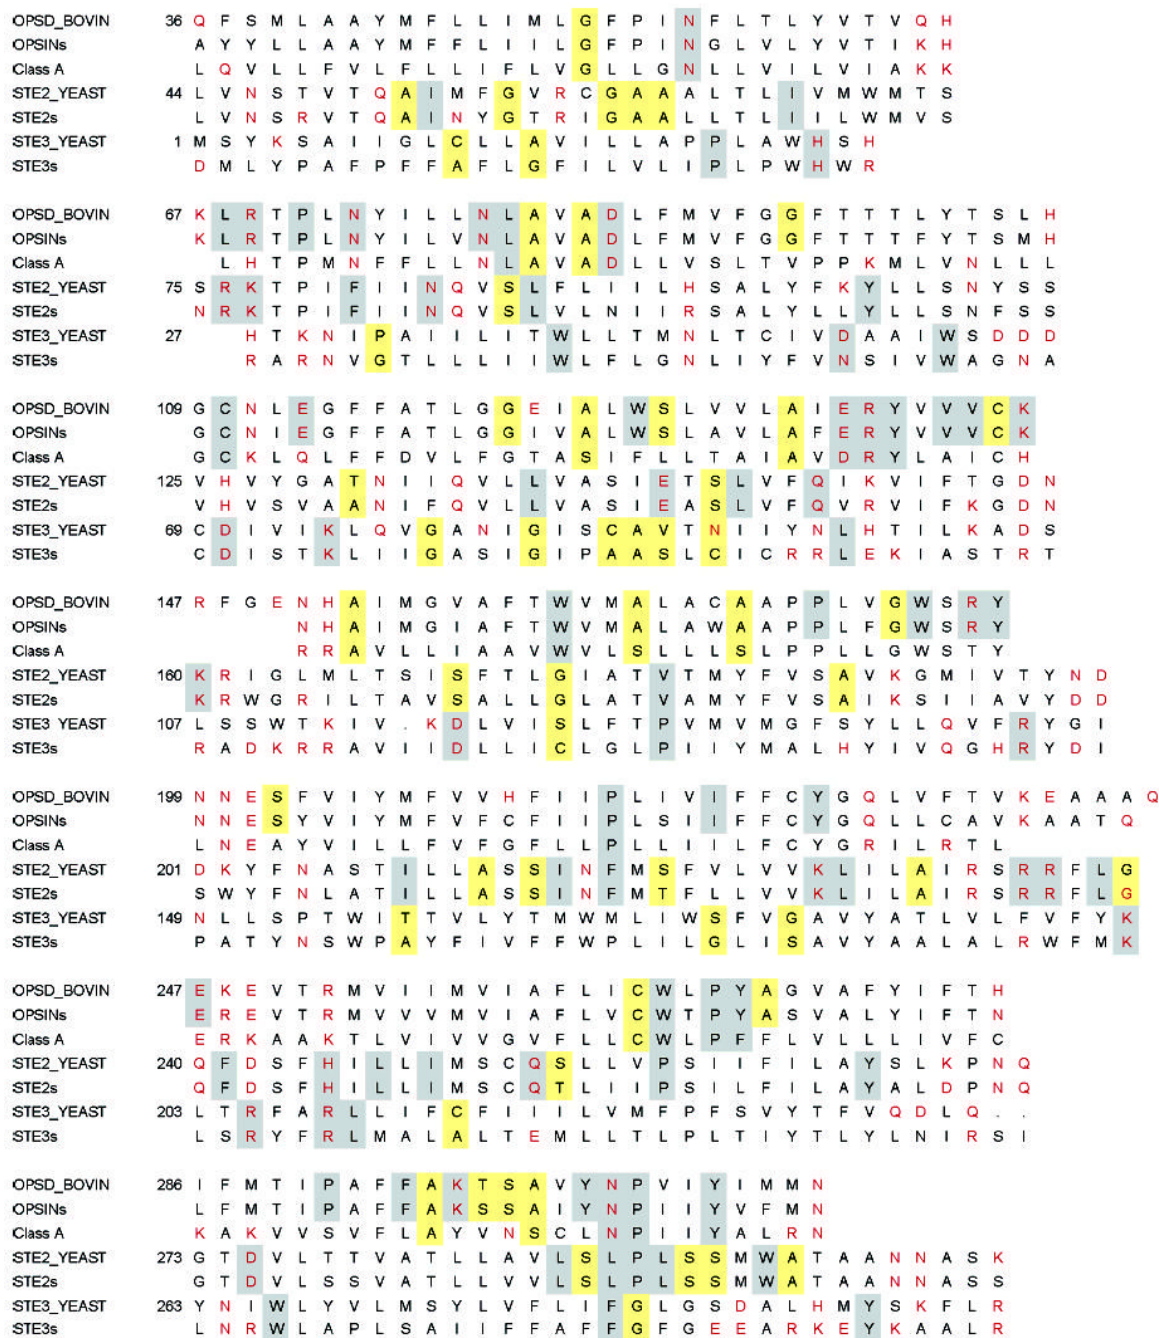 OPSD_BOVIN 36 Q F S M L A A Y M F L L I M L G F P I N F L T L Y V T V Q H
OPSINs A Y Y L L A A Y M F F L I I L G F P I N G L V L Y V T I K H
Class A L Q V L L F V L F L L I F L V G L L G N L L V I L V I A K K
STE2_YEAST 44 L V N S T V T Q A I M F G V R C G A A A L T L I V M W M T S
STE2s L V N S R V T Q A I N Y G T R I G A A L L T L I I L W M V S
STE3_YEAST 1 M S Y K S A I I G L C L L A V I L L A P P L A W H S H
STE3s D M L Y P A F P F F A F L G F I L V L I P L P W H W R
OPSD_BOVIN 67 K L R T P L N Y I L L N L A V A D L F M V F G G F T T T L Y T S L H
OPSINs K L R T P L N Y I L V N L A V A D L F M V F G G F T T T F Y T S M H
Class A L H T P M N F F L L N L A V A D L L V S L T V P P K M L V N L L L
STE2_YEAST 75 S R K T P I F I I N Q V S L F L I I L H S A L Y F K Y L L S N Y S S
STE2s N R K T P I F I I N Q V S L V L N I I R S A L Y L L Y L L S N F S S
STE3_YEAST 27 H T K N I P A I I L I T W L L T M N L T C I V D A A I W S D D D
STE3s R A R N V G T L L L I I W L F L G N L I Y F V N S I V W A G N A
OPSD_BOVIN 109 G C N L E G F F A T L G G E I A L W S L V V L A I E R Y V V V C K
OPSINs G C N I E G F F A T L G G I V A L W S L A V L A F E R Y V V V C K
Class A G C K L Q L F F D V L F G T A S I F L L T A I A V D R Y L A I C H
STE2_YEAST 125 V H V Y G A T N I I Q V L L V A S I E T S L V F Q I K V I F T G D N
STE2s V H V S V A A N I F Q V L L V A S I E A S L V F Q V R V I F K G D N
STE3_YEAST 69 C D I V I K L Q V G A N I G I S C A V T N I I Y N L H T I L K A D S
STE3s C D I S T K L I I G A S I G I P A A S L C I C R R L E K I A S T R T
OPSD_BOVIN 147 R F G E N H A I M G V A F T W V M A L A C A A P P L V G W S R Y
OPSINs N H A I M G I A F T W V M A L A W A A P P L F G W S R Y
Class A R R A V L L I A A V W V L S L L L S L P P L L G W S T Y
STE2_YEAST 160 K R I G L M L T S I S F T L G I A T V T M Y F V S A V K G M I V T Y N D
STE2s K R W G R I L T A V S A L L G L A T V A M Y F V S A I K S I I A V Y D D
STE3_YEAST 107 L S S W T K I V . K D L V I S L F T P V M V M G F S Y L L Q V F R Y G I
STE3s R A D K R R A V I I D L L I C L G L P I I Y M A L H Y I V Q G H R Y D I
OPSD_BOVIN 199 N N E S F V I Y M F V V H F I I P L I V I F F C Y G Q L V F T V K E A A A Q
OPSINs N N E S Y V I Y M F V F C F I I P L S I I F F C Y G Q L L C A V K A A T Q
Class A L N E A Y V I L L F V F G F L L P L L I I L F C Y G R I L R T L
STE2_YEAST 201 D K Y F N A S T I L L A S S I N F M S F V L V V K L I L A I R S R R F L G
STE2s S W Y F N L A T I L L A S S I N F M T F L L V V K L I L A I R S R R F L G
STE3_YEAST 149 N L L S P T W I T T V L Y T M W M L I W S F V G A V Y A T L V L F V F Y K
STE3s P A T Y N S W P A Y F I V F F W P L I L G L I S A V Y A A L A L R W F M K
OPSD_BOVIN 247 E K E V T R M V I I M V I A F L I C W L P Y A G V A F Y I F T H
OPSINs E R E V T R M V V V M V I A F L V C W T P Y A S V A L Y I F T N
Class A E R K A A K T L V I V V G V F L L C W L P F F L V L L L I V F C
STE2_YEAST 240 Q F D S F H I L L I M S C Q S L L V P S I I F I L A Y S L K P N Q
STE2s Q F D S F H I L L I M S C Q T L I I P S I L F I L A Y A L D P N Q
STE3_YEAST 203 L T R F A R L L I F C F I I I L V M F P F S V Y T F V Q D L Q . .
STE3s L S R Y F R L M A L A L T E M L L T L P L T I Y T L Y L N I R S I
OPSD_BOVIN 286 I F M T I P A F F A K T S A V Y N P V I Y I M M N
OPSINs L F M T I P A F F A K S S A I Y N P I I Y V F M N
Class A K A K V V S V F L A Y V N S C L N P I I Y A L R N
STE2_YEAST 273 G T D V L T T V A T L L A V L S L P L S S M W A T A A N N A S K
STE2s G T D V L S S V A T L L V V L S L P L S S M W A T A A N N A S S
STE3_YEAST 263 Y N I W L Y V L M S Y L V F L I F G L G S D A L H M Y S K F L R
STE3s L N R W L A P L S A I I F F A F F G F G E E A R K E Y K A A L R